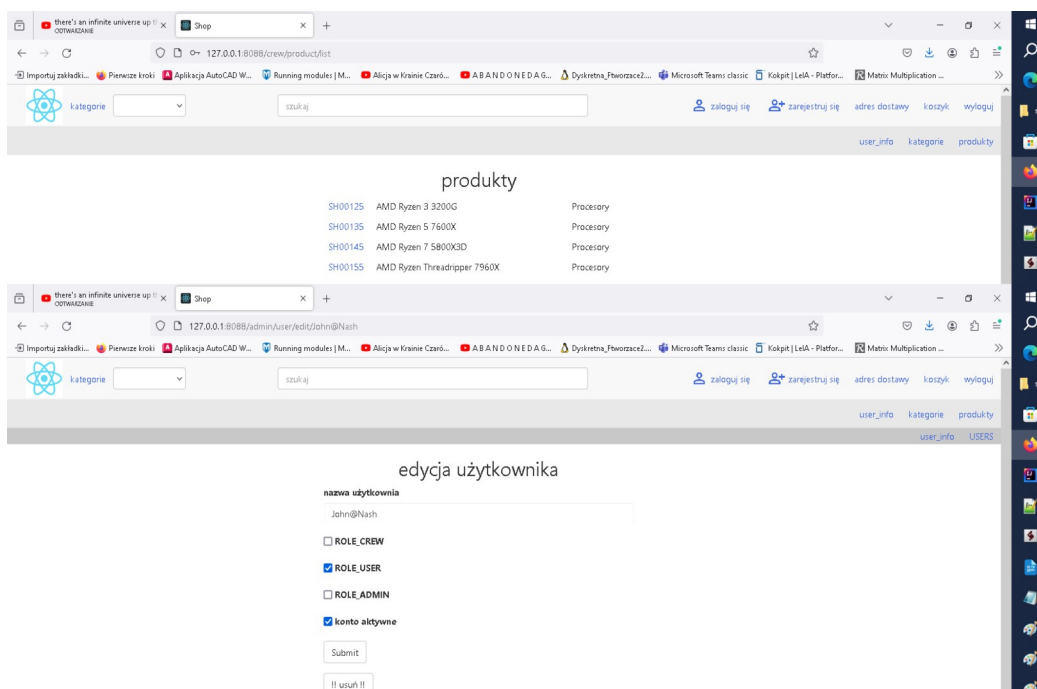 there's an infinite universe up th
ODTWARZANIE
Shop
127.0.0.1:8088/crew/product/list
Importuj zakładki... Pierwsze kroki Aplikacja AutoCAD W... Running modules | M... Alicja w Krainie Czaró... A B A N D O N E D A G... Dyskretna_Ftworzace2.... Microsoft Teams classic Kokpit | LeIA - Platfor... Matrix Multiplication ...
kategorie szukaj zaloguj się zarejestruj się adres dostawy koszyk wyloguj
user_info kategorie produkty
produkty
SH00125 AMD Ryzen 3 3200G Procesory
SH00135 AMD Ryzen 5 7600X Procesory
SH00145 AMD Ryzen 7 5800X3D Procesory
SH00155 AMD Ryzen Threadripper 7960X Procesory
there's an infinite universe up th
ODTWARZANIE
Shop
127.0.0.1:8088/admin/user/edit/John@Nash
Importuj zakładki... Pierwsze kroki Aplikacja AutoCAD W... Running modules | M... Alicja w Krainie Czaró... A B A N D O N E D A G... Dyskretna_Ftworzace2.... Microsoft Teams classic Kokpit | LeIA - Platfor... Matrix Multiplication ...
kategorie szukaj zaloguj się zarejestruj się adres dostawy koszyk wyloguj
user_info kategorie produkty
user_info USERS
edycja użytkownika
nazwa użytkownia
John@Nash
ROLE_CREW
ROLE_USER
ROLE_ADMIN
konto aktywne
Submit
!! usuń !!